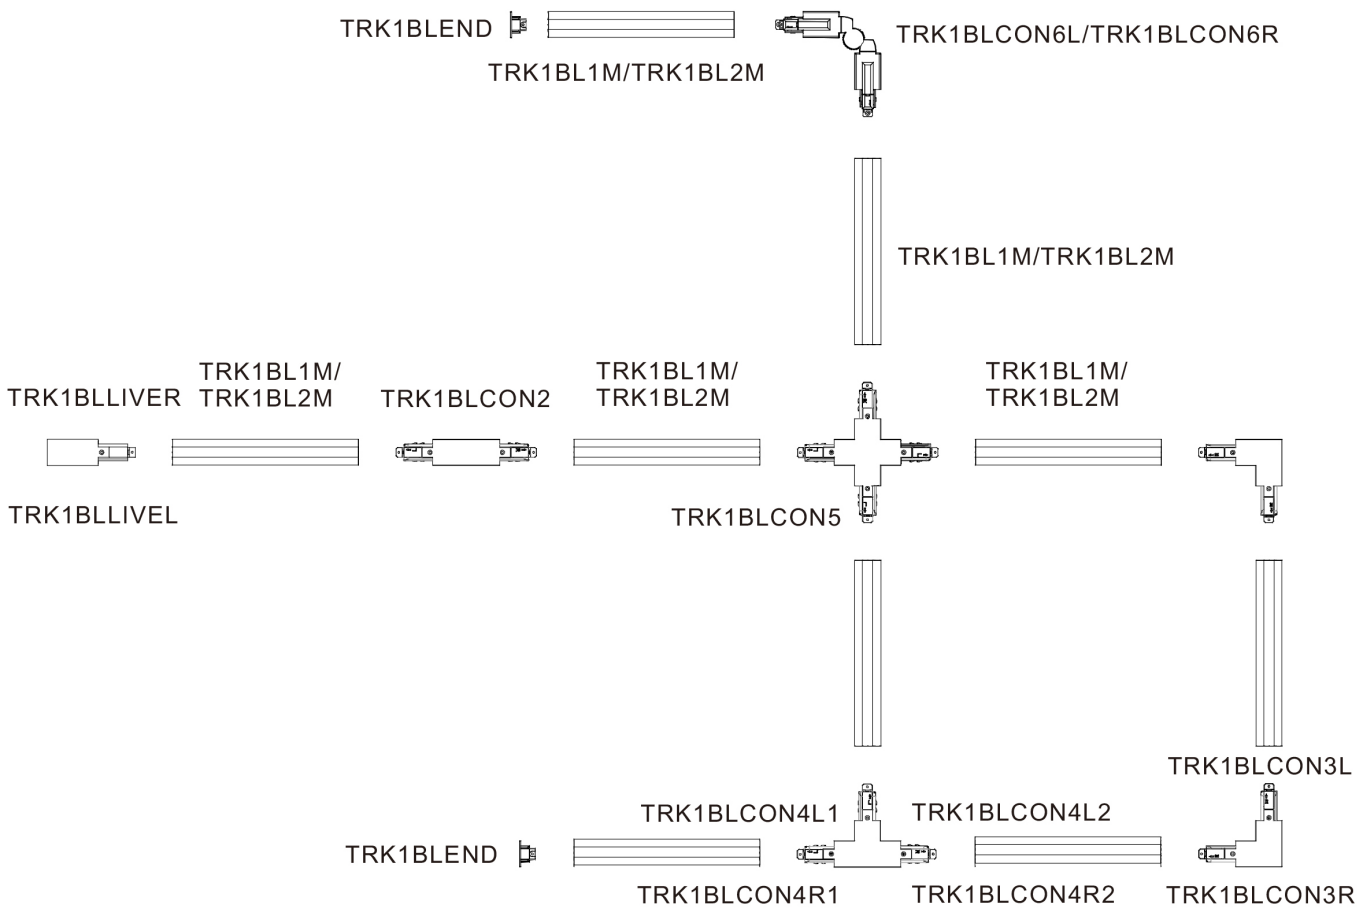 TRK1BLEND
TRK1BLCON6L/TRK1BLCON6R
TRK1BL1M/TRK1BL2M
TRK1BL1M/TRK1BL2M
TRK1BLLIVER
TRK1BL1M/
TRK1BL2M
TRK1BLCON2
TRK1BL1M/
TRK1BL2M
TRK1BL1M/
TRK1BL2M
TRK1BLLIVEL
TRK1BLCON5
TRK1BLCON3L
TRK1BLCON4L1
TRK1BLCON4L2
TRK1BLEND
TRK1BLCON4R1
TRK1BLCON4R2
TRK1BLCON3R